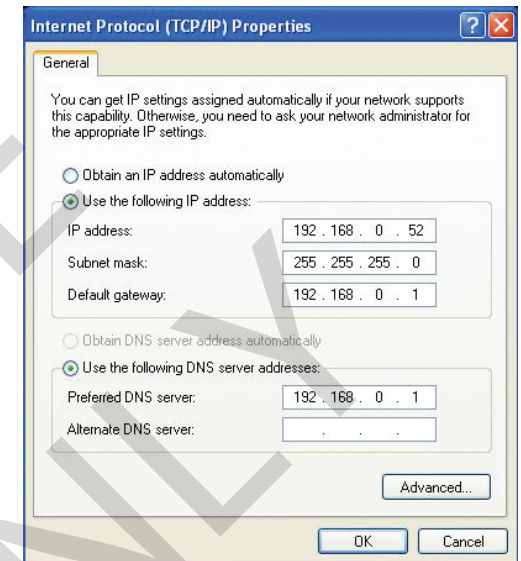 Internet Protocol (TCP/IP) Properties
General
You can get IP settings assigned automatically if your network supports
this capability. Otherwise, you need to ask your network administrator for
the appropriate IP settings.
Obtain an IP address automatically
Use the following IP address:
IP address: 192 . 168 . 0 . 52
Subnet mask: 255 . 255 . 255 . 0
Default gateway: 192 . 168 . 0 . 1
Obtain DNS server address automatically
Use the following DNS server addresses:
Preferred DNS server: 192 . 168 . 0 . 1
Alternate DNS server: . . .
Advanced...
OK Cancel